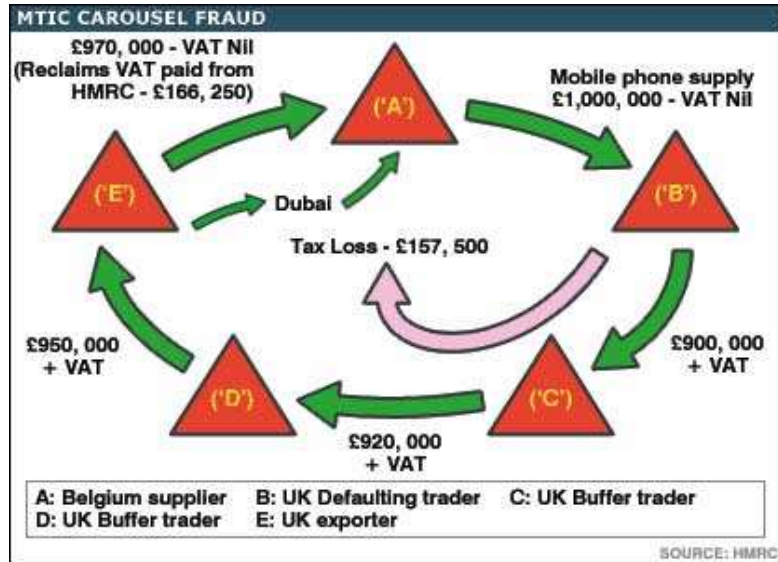 MTIC CAROUSEL FRAUD
£970, 000 - VAT Nil
(Reclaims VAT paid from
HMRC - £166, 250)
Mobile phone supply
£1,000, 000 - VAT Nil
('A')
('E')
('B')
Dubai
Tax Loss - £157, 500
£950, 000
+ VAT
£900, 000
+ VAT
('D')
('C')
£920, 000
+ VAT
A: Belgium supplier B: UK Defaulting trader C: UK Buffer trader
D: UK Buffer trader E: UK exporter
SOURCE: HMRC